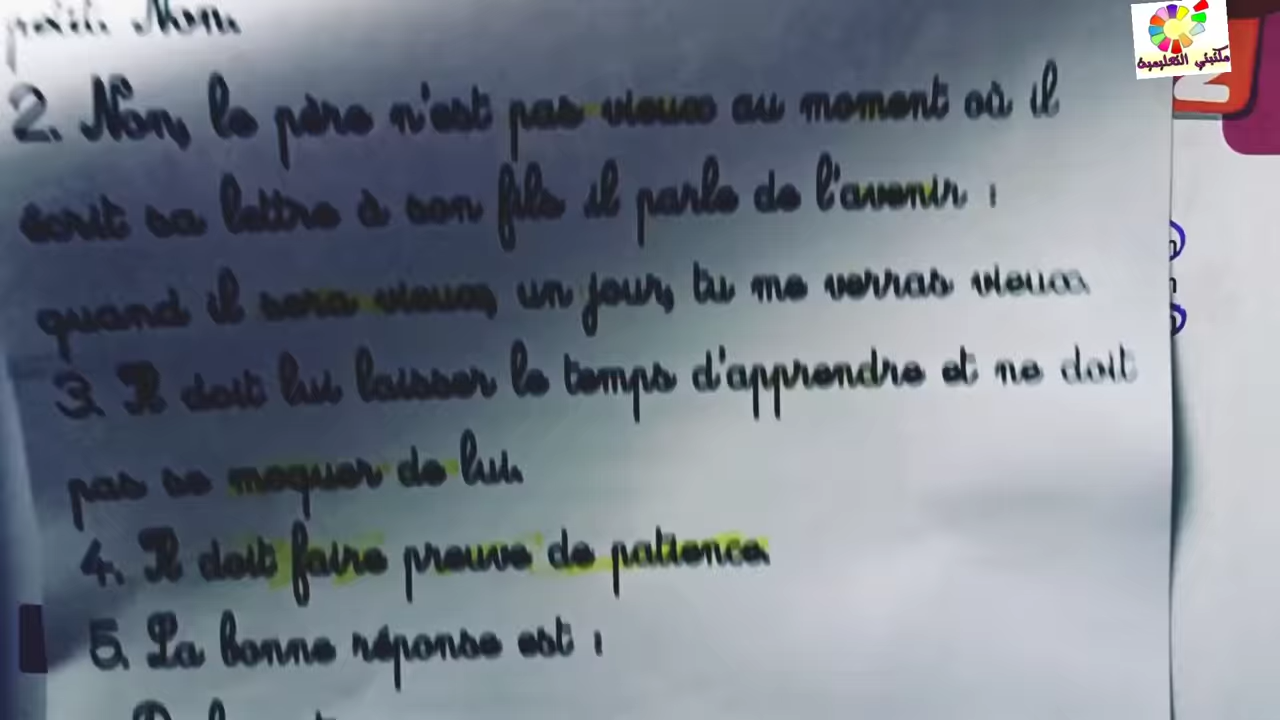 مكتبتي التعليمية
2. Non, le père n'est pas vieux au moment où il
écrit sa lettre à son fils il parle de l'avenir :
quand il sera vieux, un jour, tu me verras vieux
3. Il doit lui laisser le temps d'apprendre et ne doit
pas se moquer de lui.
4. Il doit faire preuve de patience.
5. La bonne réponse est :